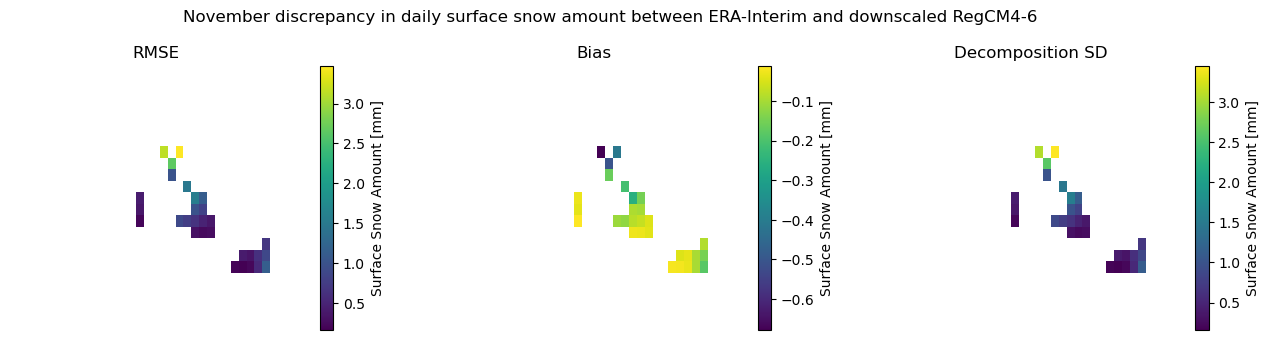 November discrepancy in daily surface snow amount between ERA-Interim and downscaled RegCM4-6
RMSE
3.0
2.5
2.0
1.5
1.0
0.5
Surface Snow Amount [mm]
Bias
−0.1
−0.2
−0.3
−0.4
−0.5
−0.6
Surface Snow Amount [mm]
Decomposition SD
3.0
2.5
2.0
1.5
1.0
0.5
Surface Snow Amount [mm]